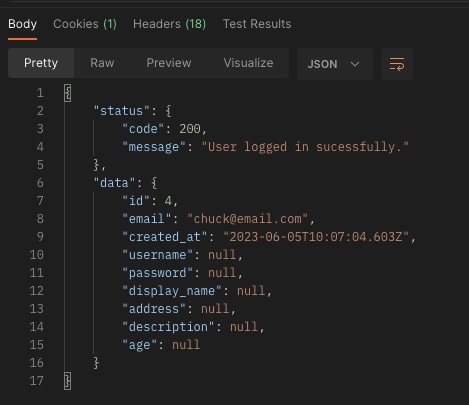 Body Cookies (1) Headers (18) Test Results
Pretty Raw Preview Visualize JSON
1 {
2 "status": {
3 "code": 200,
4 "message": "User logged in sucessfully."
5 },
6 "data": {
7 "id": 4,
8 "email": "chuck@email.com",
9 "created_at": "2023-06-05T10:07:04.603Z",
10 "username": null,
11 "password": null,
12 "display_name": null,
13 "address": null,
14 "description": null,
15 "age": null
16 }
17 }